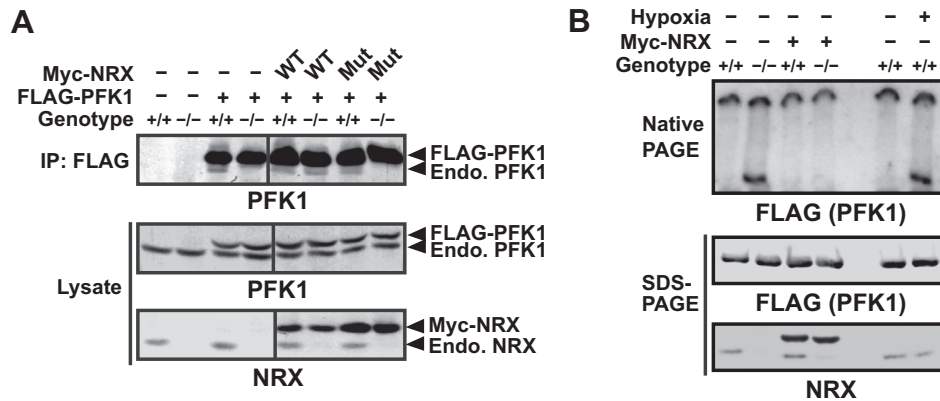 A
Myc-NRX – – – – WT WT Mut Mut
FLAG-PFK1 – – + + + + + +
Genotype +/+ –/– +/+ –/– +/+ –/– +/+ –/–
IP: FLAG
FLAG-PFK1
Endo. PFK1
PFK1
Lysate
FLAG-PFK1
Endo. PFK1
PFK1
Myc-NRX
Endo. NRX
NRX
B
Hypoxia – – – – – +
Myc-NRX – – + + – –
Genotype +/+ –/– +/+ –/– +/+ +/+
Native
PAGE
FLAG (PFK1)
SDS-
PAGE
FLAG (PFK1)
NRX